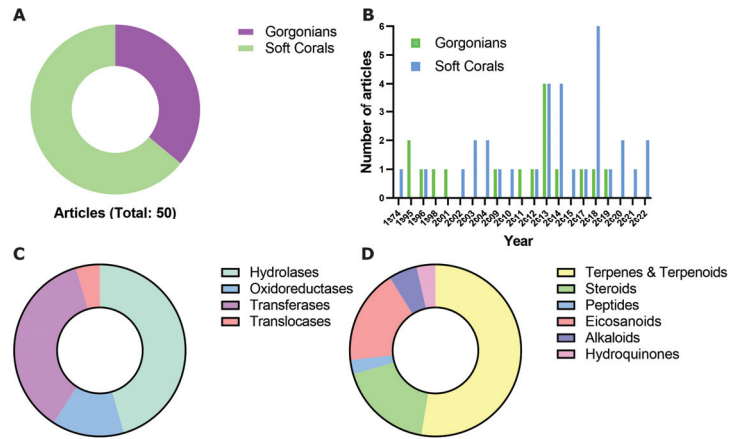 A
Gorgonians
Soft Corals
Articles (Total: 50)
B
Number of articles
6
5
4
3
2
1
0
Gorgonians
Soft Corals
1974 1995 1996 1998 2001 2002 2003 2004 2009 2010 2011 2012 2013 2014 2015 2017 2018 2019 2020 2021 2022
Year
C
Hydrolases
Oxidoreductases
Transferases
Translocases
D
Terpenes & Terpenoids
Steroids
Peptides
Eicosanoids
Alkaloids
Hydroquinones